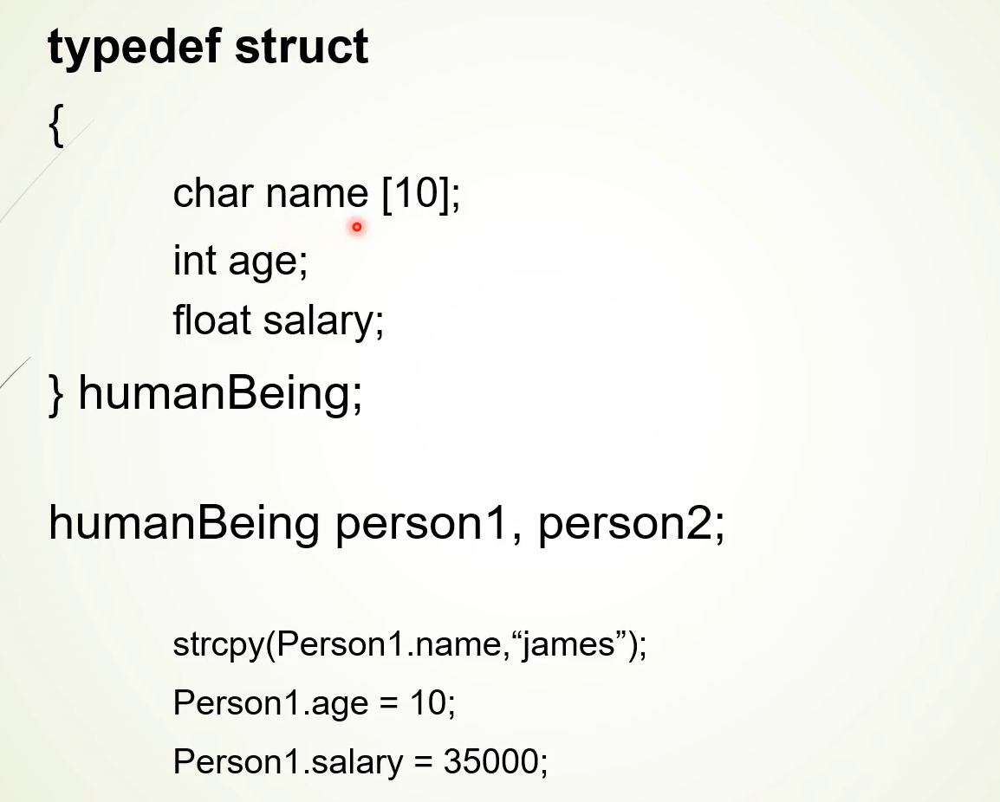 typedef struct
{
char name [10];
int age;
float salary;
} humanBeing;
humanBeing person1, person2;
strcpy(Person1.name,“james”);
Person1.age = 10;
Person1.salary = 35000;